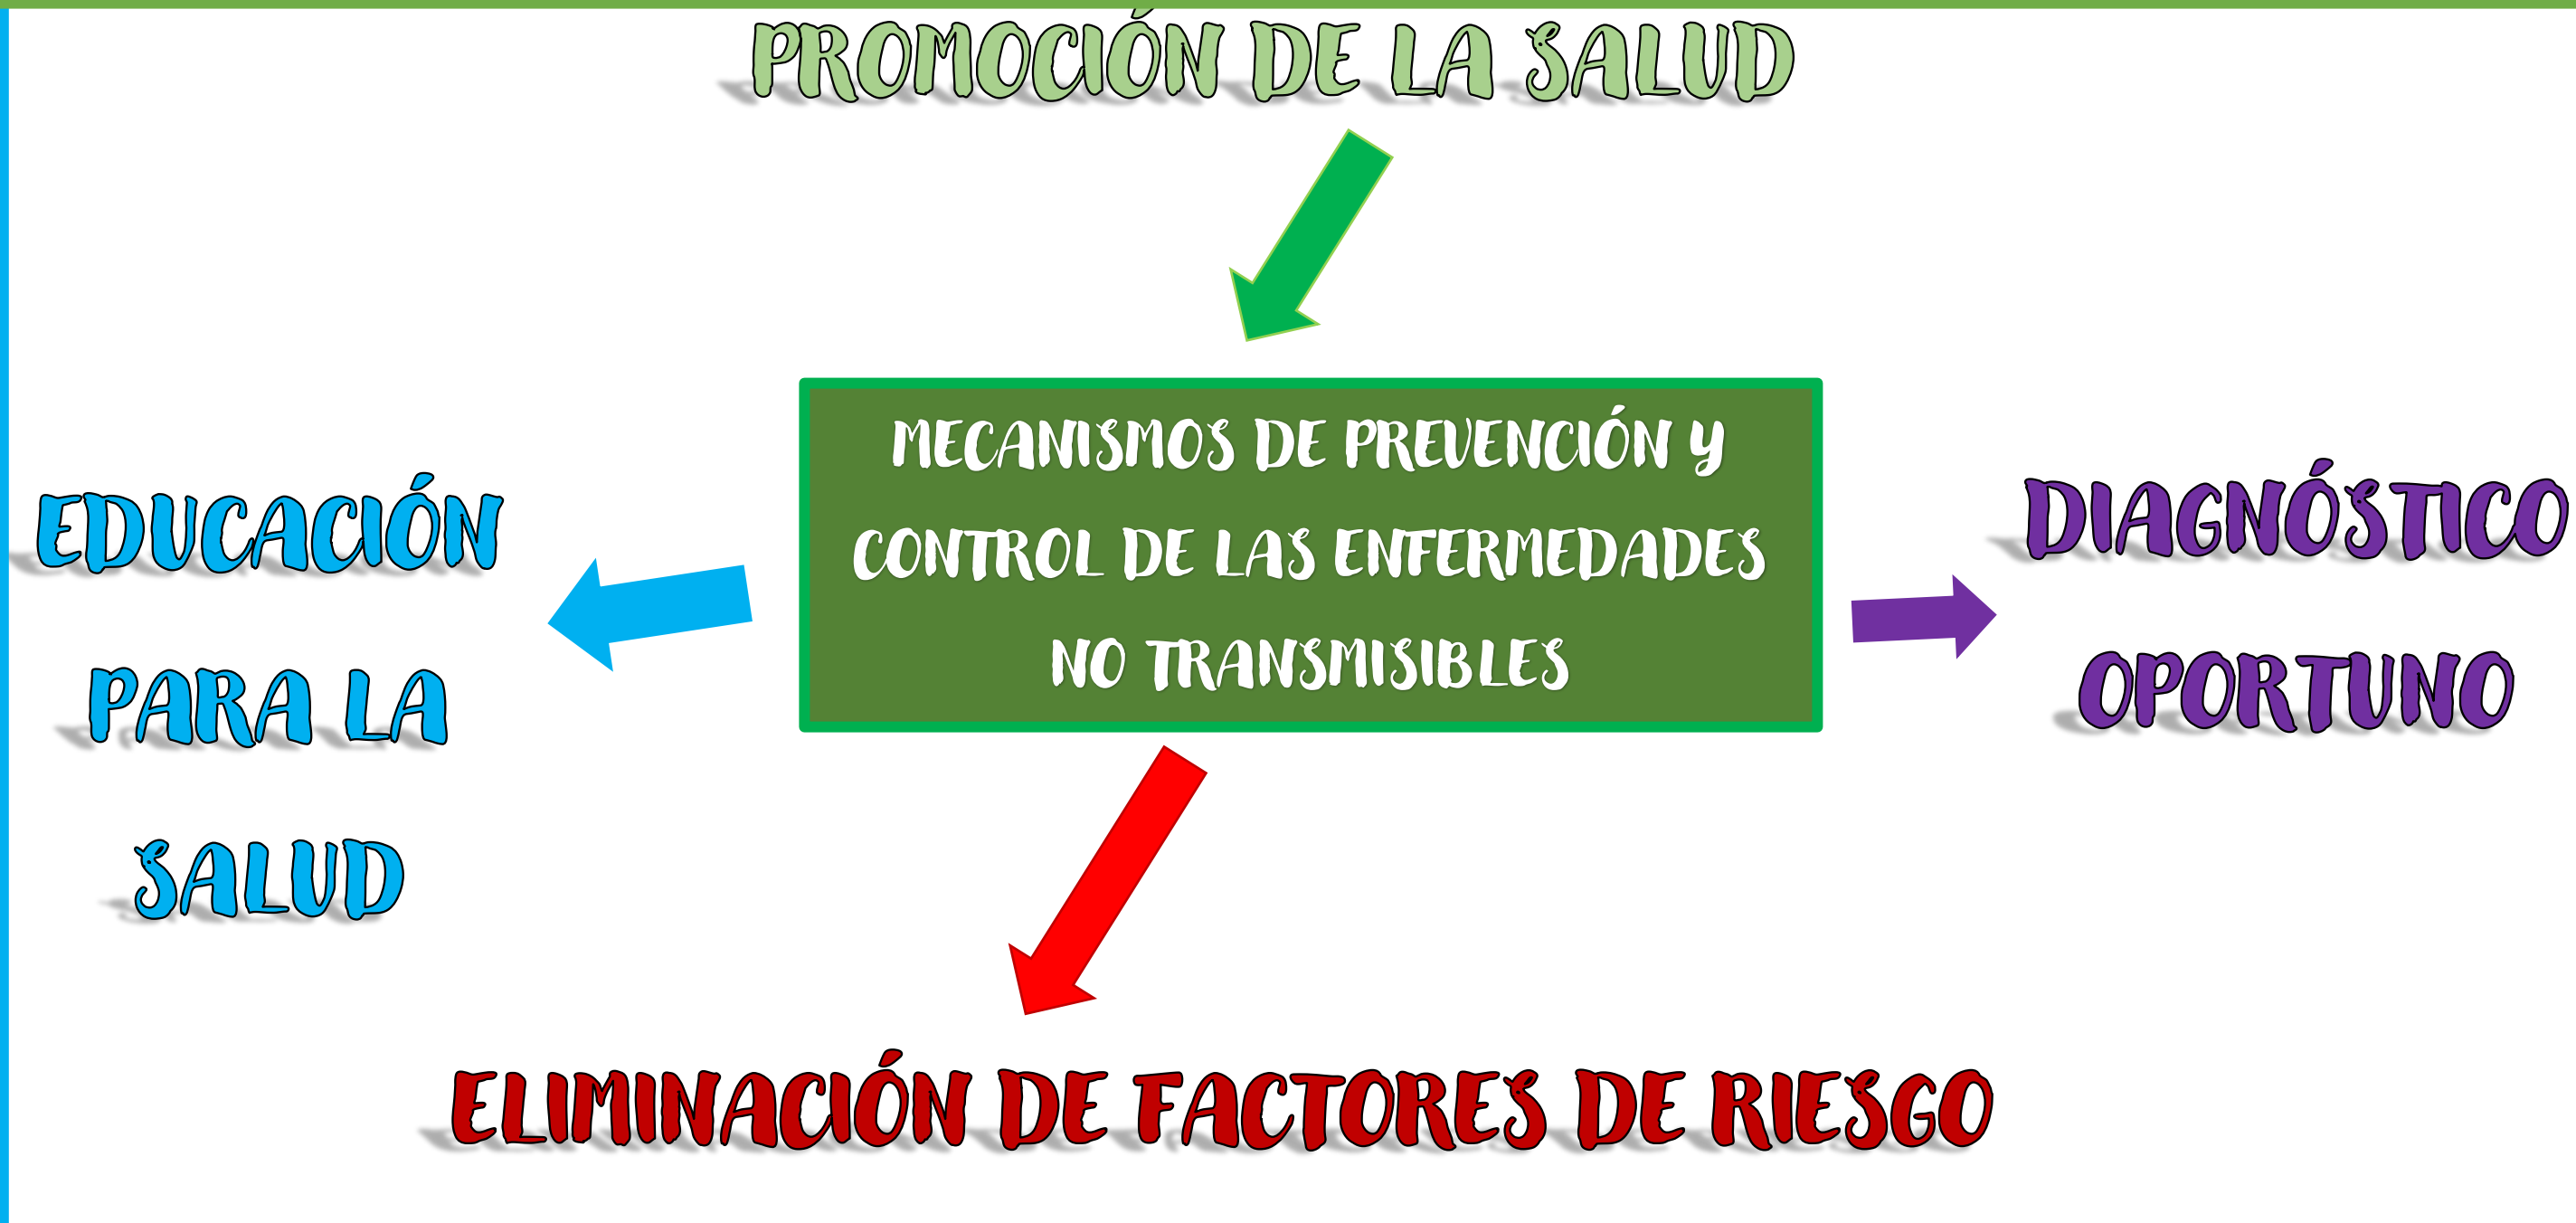 PROMOCIÓN DE LA SALUD
MECANISMOS DE PREVENCIÓN Y
CONTROL DE LAS ENFERMEDADES
NO TRANSMISIBLES
EDUCACIÓN
PARA LA
SALUD
DIAGNÓSTICO
OPORTUNO
ELIMINACIÓN DE FACTORES DE RIESGO